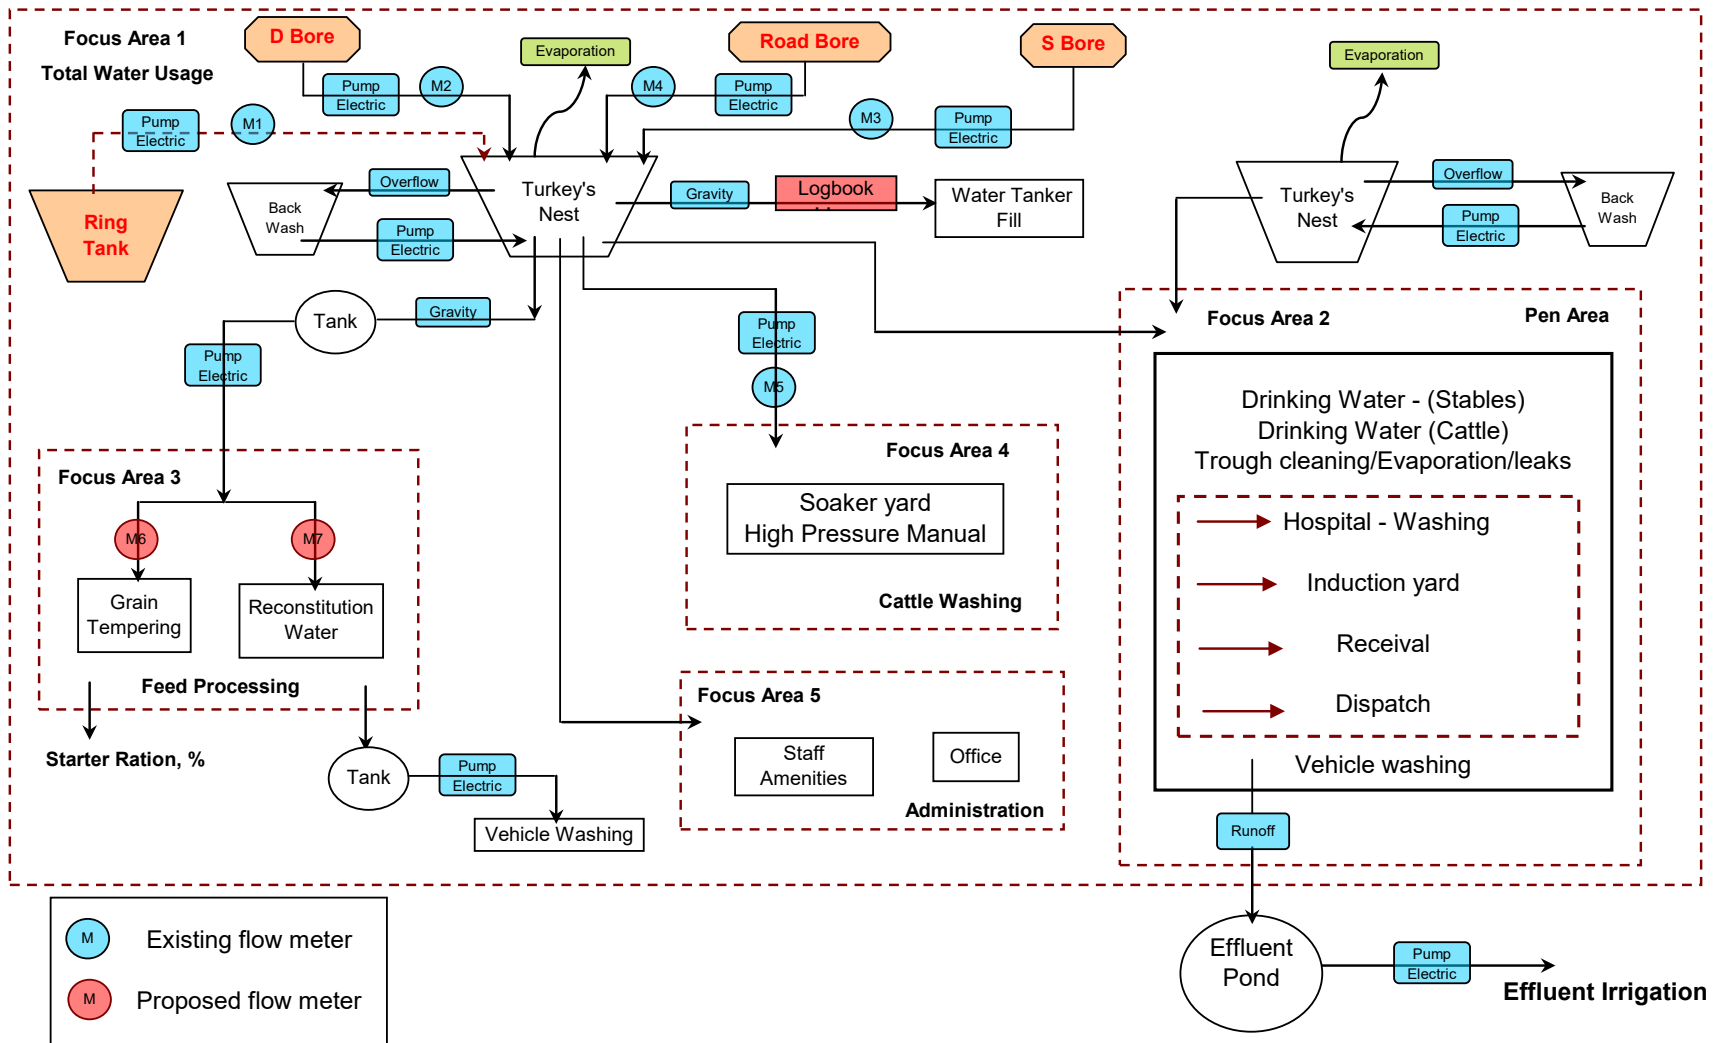 Focus Area 1
Total Water Usage
D Bore
Road Bore
S Bore
Evaporation
Evaporation
Pump
Electric
M2
M4
Pump
Electric
M3
Pump
Electric
Pump
Electric
M1
Ring
Tank
Back
Wash
Overflow
Pump
Electric
Turkey's
Nest
Gravity
Logbook
Water Tanker
Fill
Turkey's
Nest
Overflow
Pump
Electric
Back
Wash
Tank
Gravity
Pump
Electric
Pump
Electric
M5
Focus Area 2
Pen Area
Drinking Water - (Stables)
Drinking Water (Cattle)
Trough cleaning/Evaporation/leaks
Hospital - Washing
Induction yard
Receival
Dispatch
Vehicle washing
Runoff
Focus Area 3
M6
M7
Grain
Tempering
Reconstitution
Water
Feed Processing
Starter Ration, %
Tank
Pump
Electric
Vehicle Washing
Focus Area 4
Soaker yard
High Pressure Manual
Cattle Washing
Focus Area 5
Staff
Amenities
Office
Administration
M
Existing flow meter
M
Proposed flow meter
Effluent
Pond
Pump
Electric
Effluent Irrigation